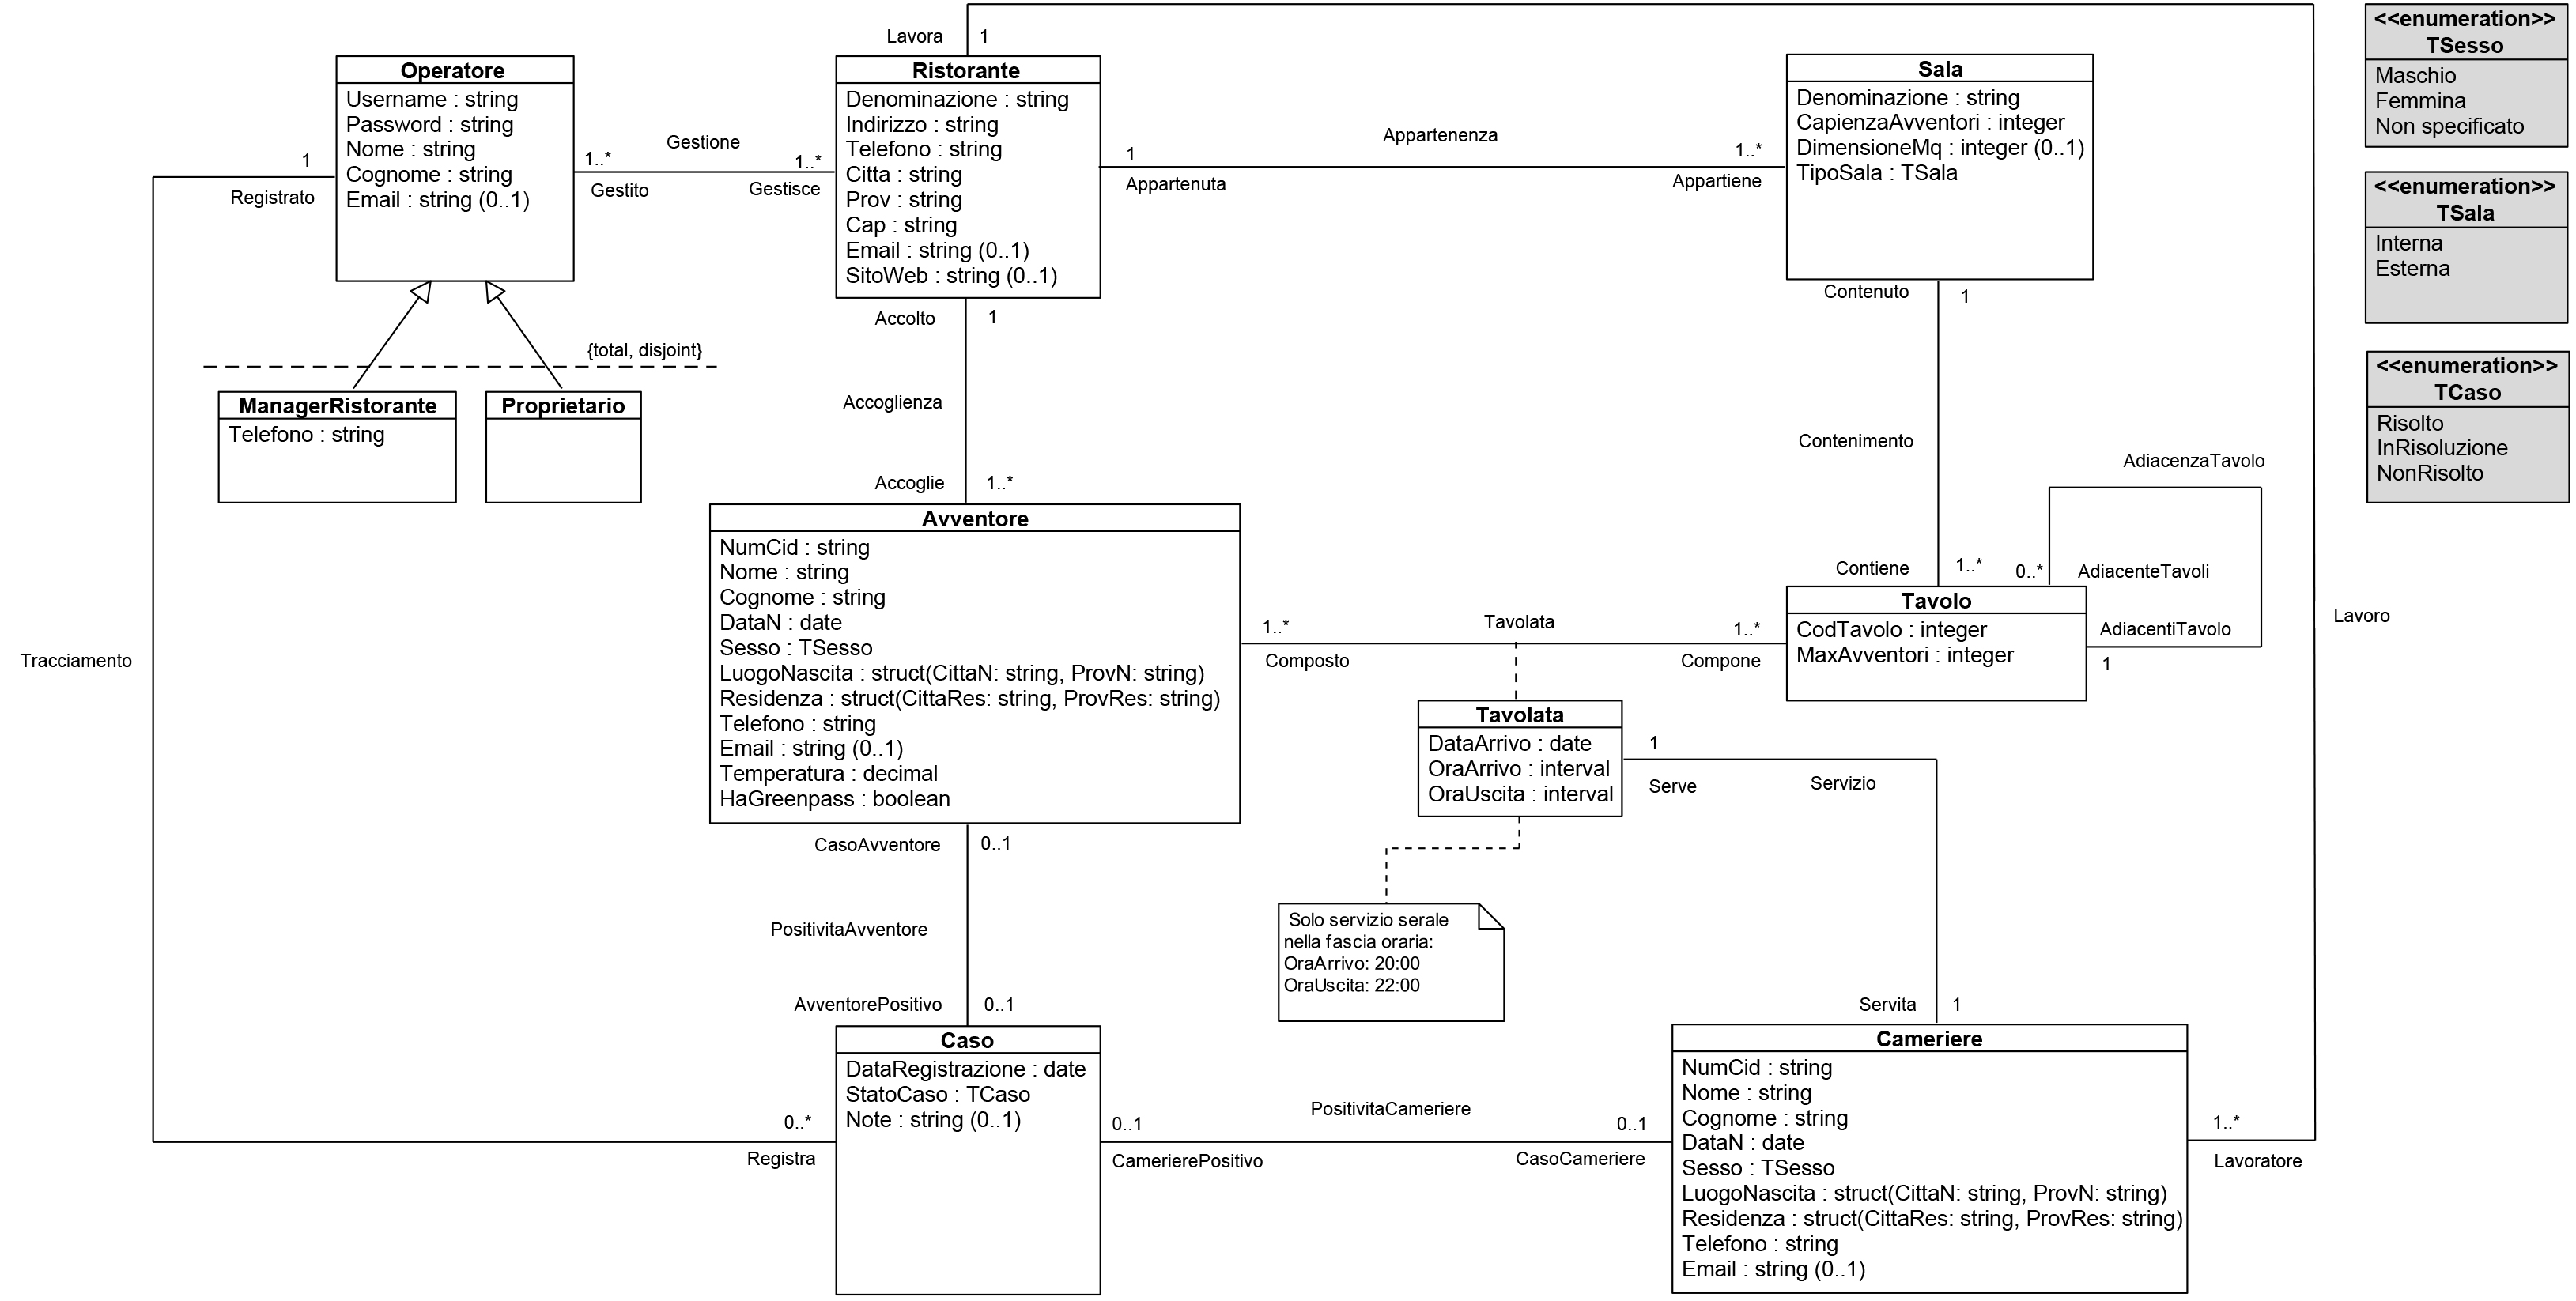 Lavora
1
Operatore
Username : string
Password : string
Nome : string
Cognome : string
Email : string (0..1)
1
Registrato
1..*
Gestione
1..*
Gestito
Gestisce
Ristorante
Denominazione : string
Indirizzo : string
Telefono : string
Citta : string
Prov : string
Cap : string
Email : string (0..1)
SitoWeb : string (0..1)
1
Appartenenza
1..*
Appartenuta
Appartiene
Sala
Denominazione : string
CapienzaAvventori : integer
DimensioneMq : integer (0..1)
TipoSala : TSala
<<enumeration>>
TSesso
Maschio
Femmina
Non specificato
<<enumeration>>
TSala
Interna
Esterna
<<enumeration>>
TCaso
Risolto
InRisoluzione
NonRisolto
{total, disjoint}
ManagerRistorante
Telefono : string
Proprietario
Accolto
1
Accoglienza
Accoglie
1..*
Contenuto
1
Contenimento
Contiene
1..*
AdiacenzaTavolo
0..*
AdiacenteTavoli
AdiacentiTavolo
1
Tavolo
CodTavolo : integer
MaxAvventori : integer
Lavoro
Tracciamento
Avventore
NumCid : string
Nome : string
Cognome : string
DataN : date
Sesso : TSesso
LuogoNascita : struct(CittaN: string, ProvN: string)
Residenza : struct(CittaRes: string, ProvRes: string)
Telefono : string
Email : string (0..1)
Temperatura : decimal
HaGreenpass : boolean
1..*
Tavolata
1..*
Composto
Compone
Tavolata
DataArrivo : date
OraArrivo : interval
OraUscita : interval
1
Serve
Servizio
Solo servizio serale
nella fascia oraria:
OraArrivo: 20:00
OraUscita: 22:00
Servita
1
CasoAvventore
0..1
PositivitaAvventore
AvventorePositivo
0..1
Caso
DataRegistrazione : date
StatoCaso : TCaso
Note : string (0..1)
0..*
Registra
0..1
PositivitaCameriere
0..1
CamerierePositivo
CasoCameriere
Cameriere
NumCid : string
Nome : string
Cognome : string
DataN : date
Sesso : TSesso
LuogoNascita : struct(CittaN: string, ProvN: string)
Residenza : struct(CittaRes: string, ProvRes: string)
Telefono : string
Email : string (0..1)
1..*
Lavoratore